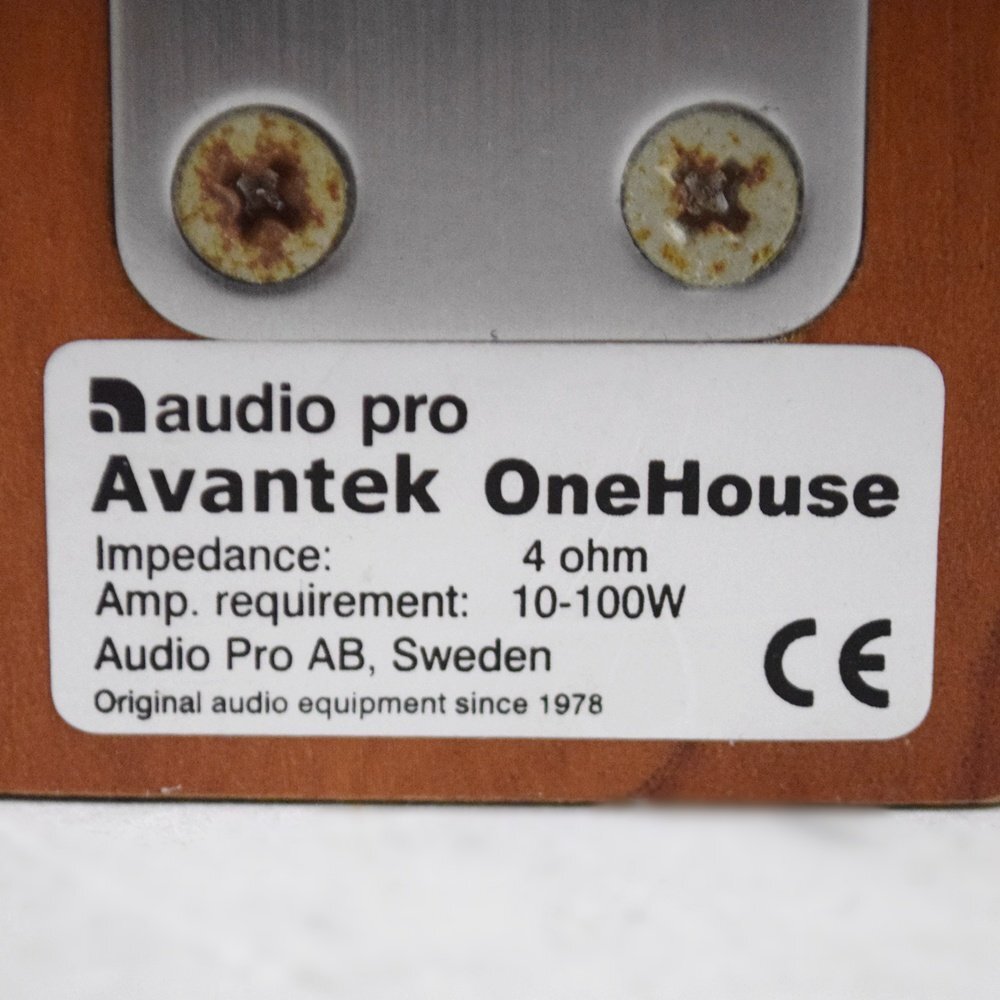 audio pro
Avantek OneHouse
Impedance: 4 ohm
Amp. requirement: 10-100W
Audio Pro AB, Sweden
Original audio equipment since 1978
CE